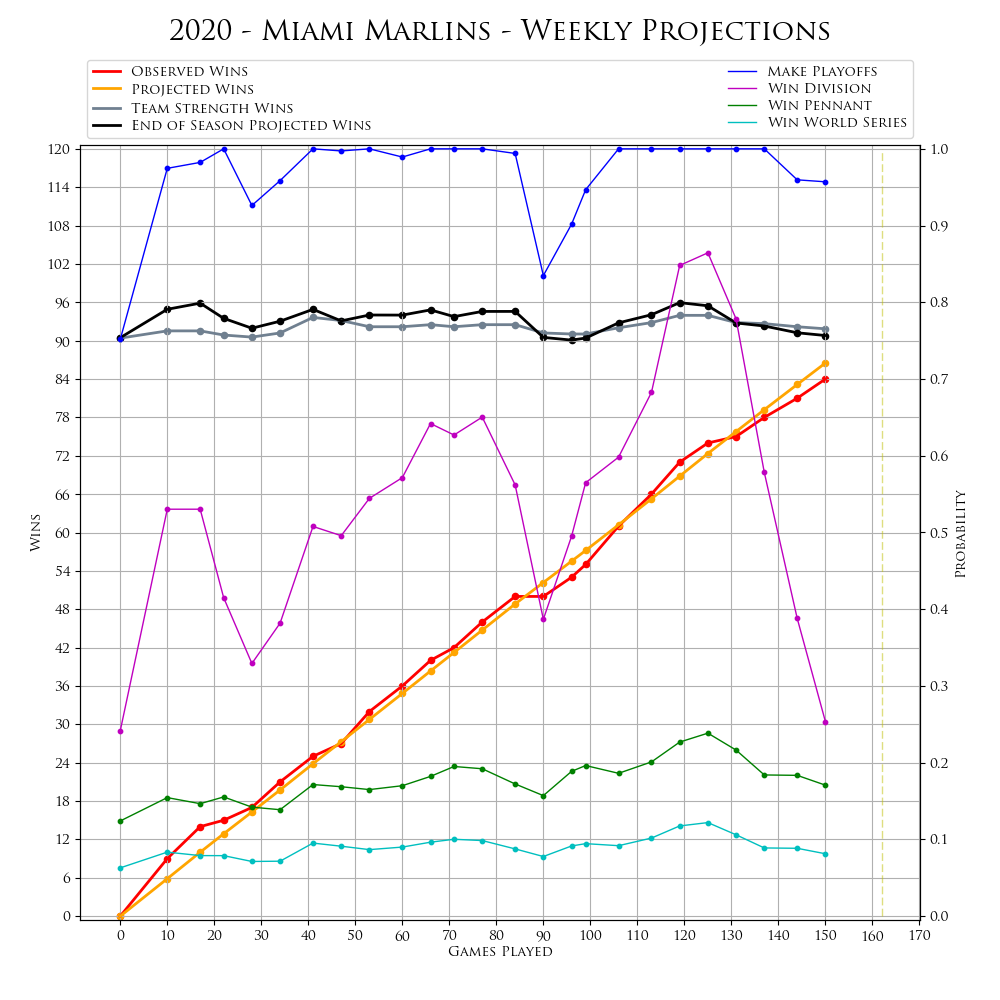 2020 - Miami Marlins - Weekly Projections
Observed Wins
Projected Wins
Team Strength Wins
End of Season Projected Wins
Make Playoffs
Win Division
Win Pennant
Win World Series
120
114
108
102
96
90
84
78
72
66
60
54
48
42
36
30
24
18
12
6
0
Wins
1.0
0.9
0.8
0.7
0.6
0.5
0.4
0.3
0.2
0.1
0.0
Probability
0 10 20 30 40 50 60 70 80 90 100 110 120 130 140 150 160 170
Games Played